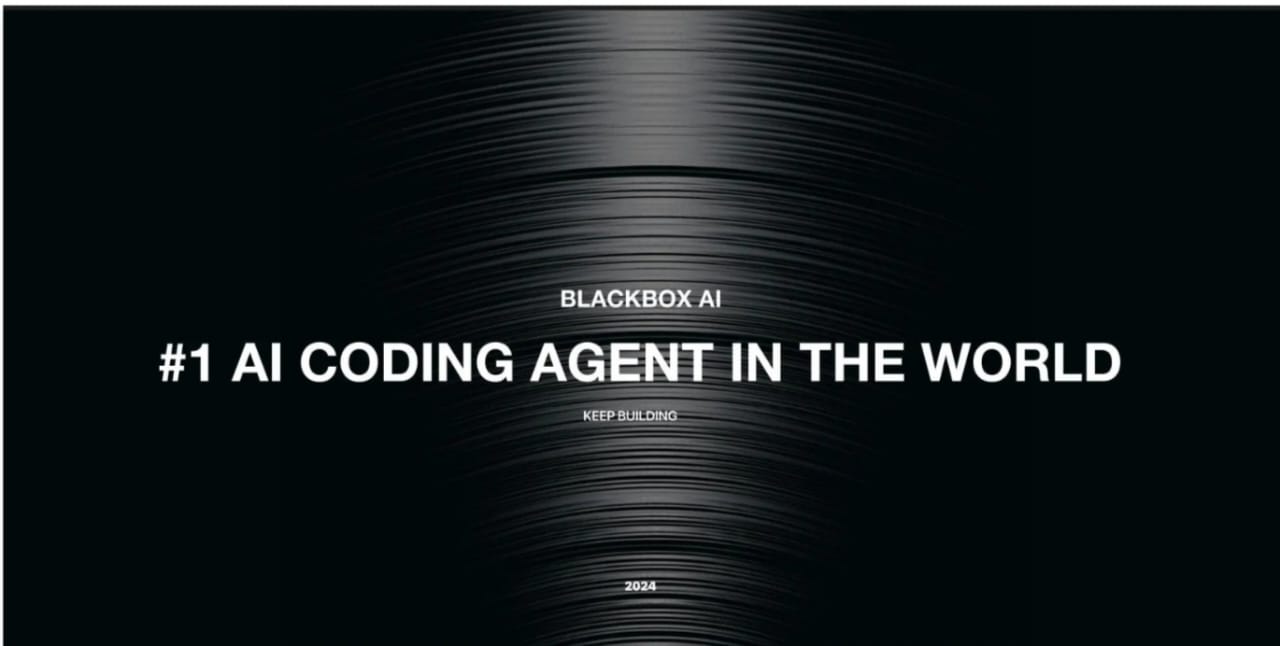 BLACKBOX AI
#1 AI CODING AGENT IN THE WORLD
KEEP BUILDING
2024